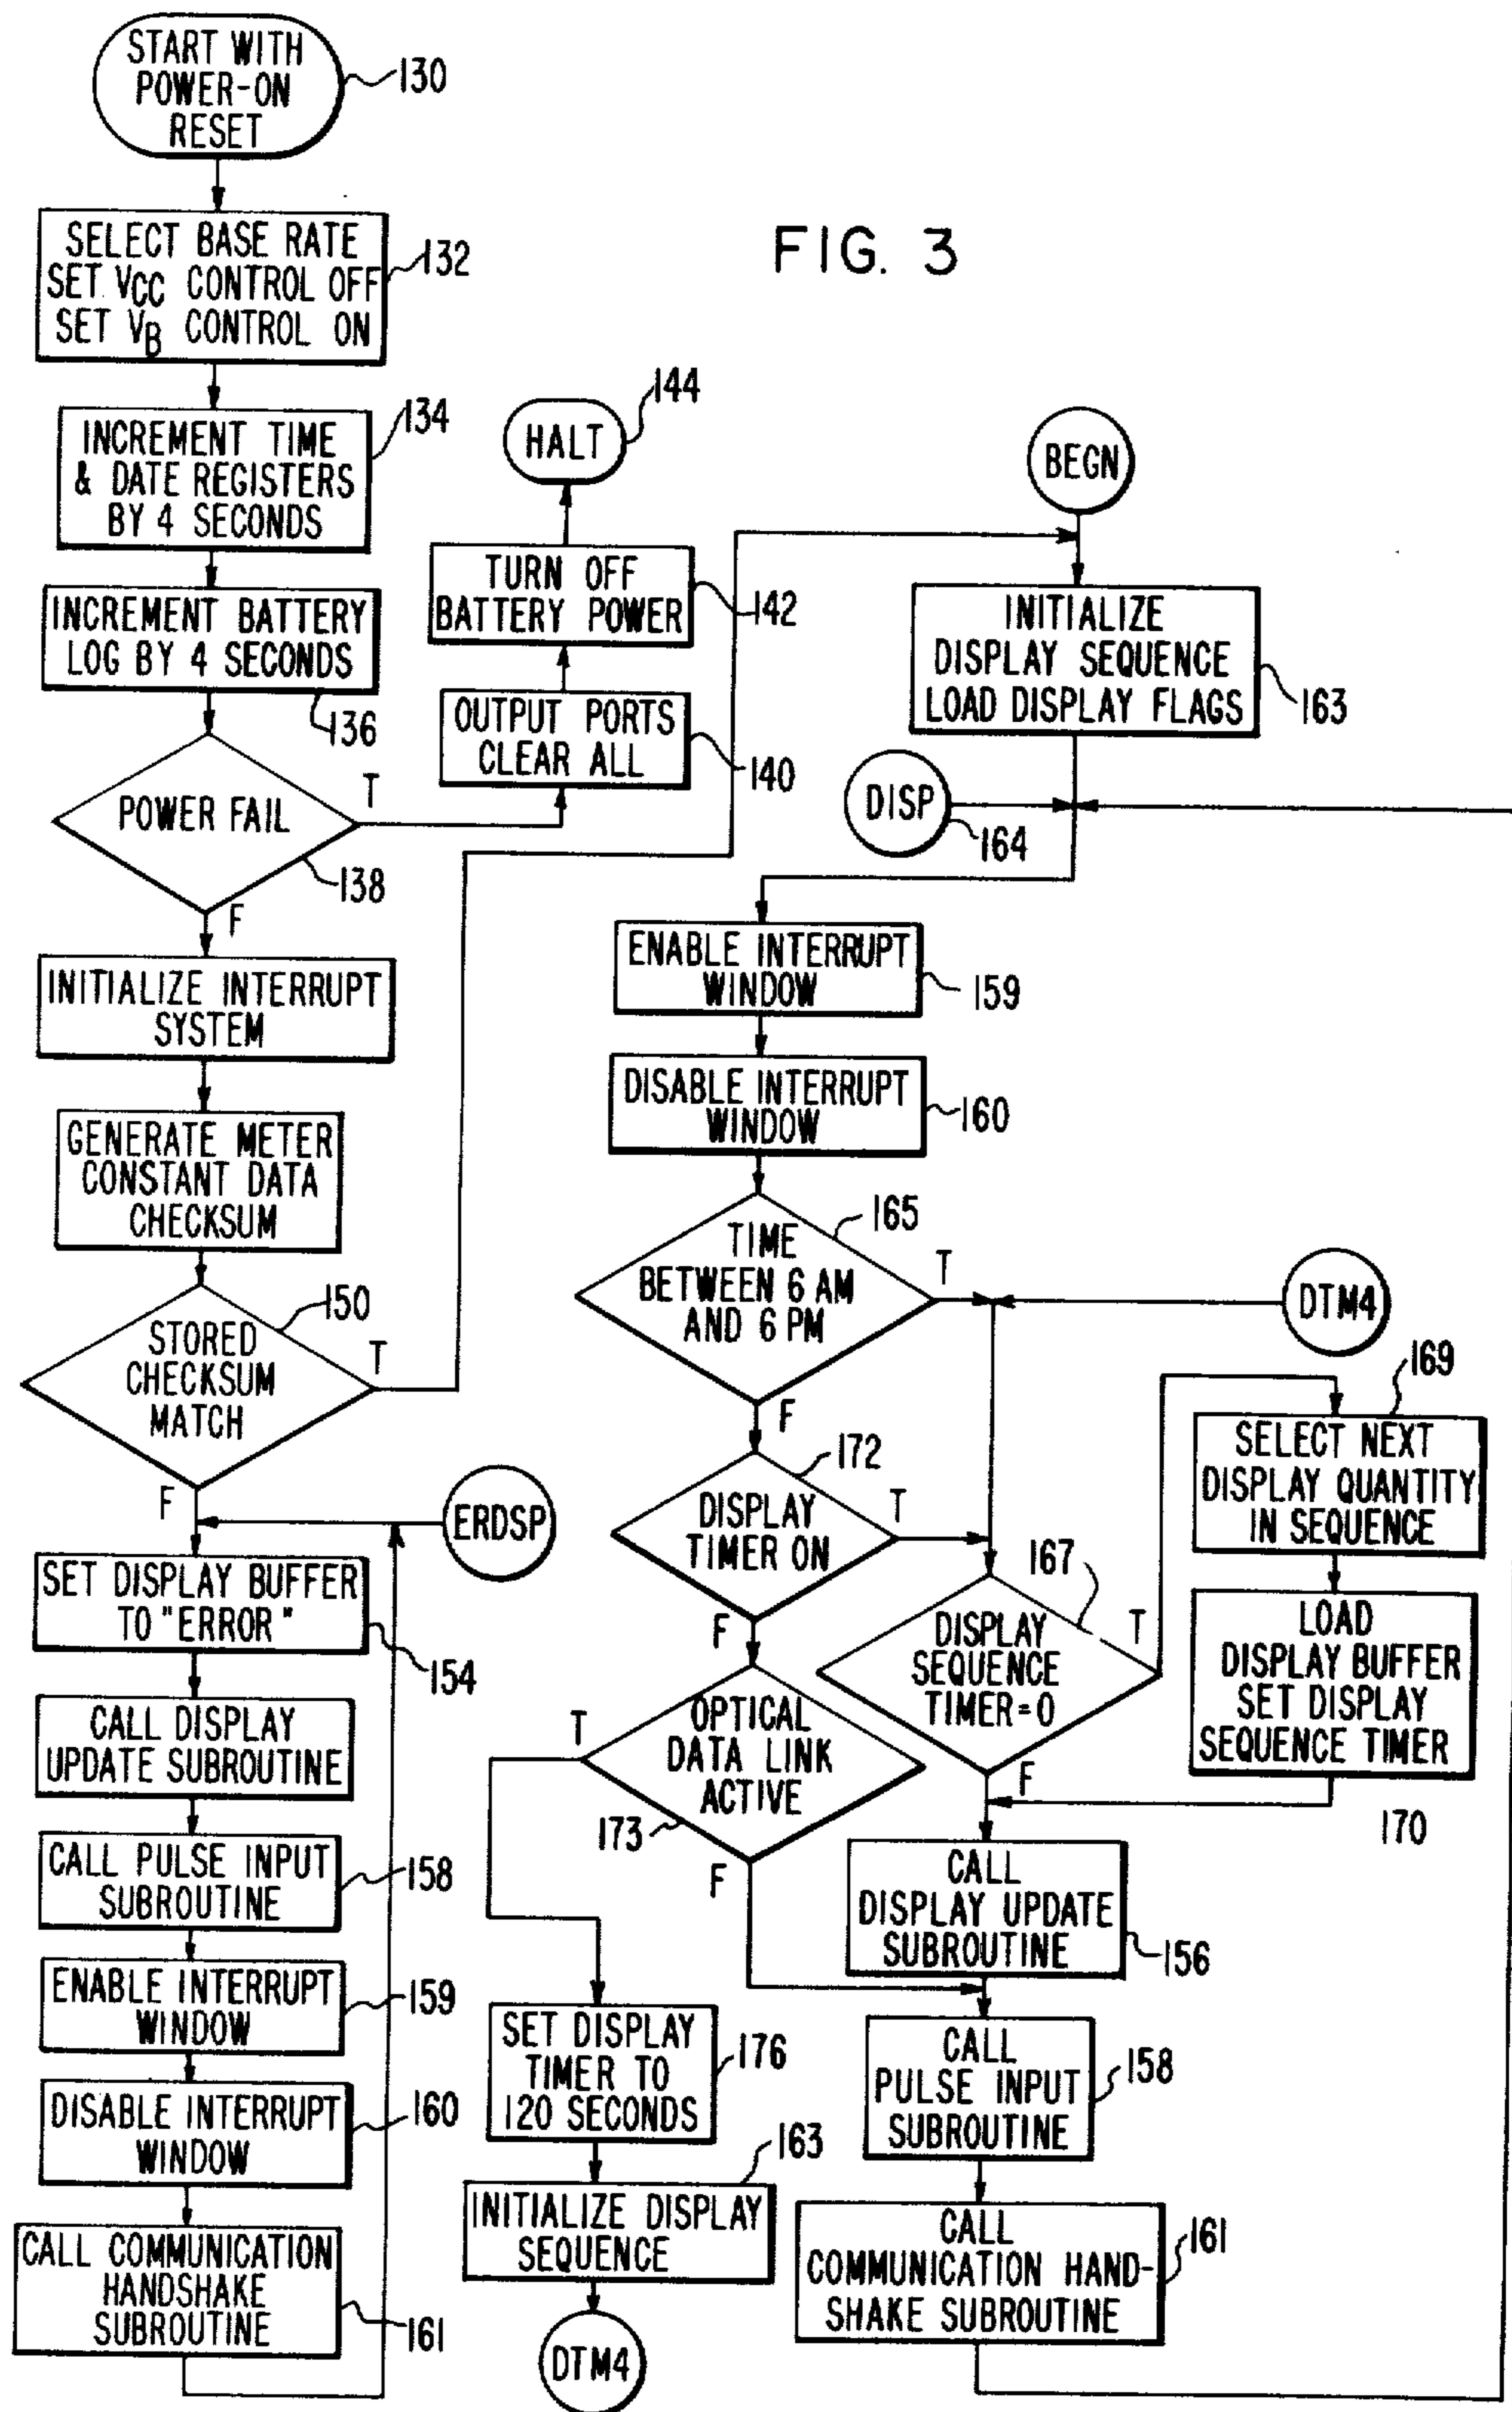 START WITH
POWER-ON
RESET
130
SELECT BASE RATE
SET VCC CONTROL OFF
SET VB CONTROL ON
132
FIG. 3
INCREMENT TIME
& DATE REGISTERS
BY 4 SECONDS
134
INCREMENT BATTERY
LOG BY 4 SECONDS
136
POWER FAIL
T
138
F
HALT
144
TURN OFF
BATTERY POWER
142
OUTPUT PORTS
CLEAR ALL
140
INITIALIZE INTERRUPT
SYSTEM
GENERATE METER
CONSTANT DATA
CHECKSUM
150
STORED
CHECKSUM
MATCH
T
F
ERDSP
SET DISPLAY BUFFER
TO "ERROR"
154
CALL DISPLAY
UPDATE SUBROUTINE
CALL PULSE INPUT
SUBROUTINE
158
ENABLE INTERRUPT
WINDOW
159
DISABLE INTERRUPT
WINDOW
160
CALL COMMUNICATION
HANDSHAKE
SUBROUTINE
161
BEGN
INITIALIZE
DISPLAY SEQUENCE
LOAD DISPLAY FLAGS
163
DISP
164
ENABLE INTERRUPT
WINDOW
159
DISABLE INTERRUPT
WINDOW
160
165
TIME
BETWEEN 6 AM
AND 6 PM
T
F
DTM4
172
DISPLAY
TIMER ON
T
F
167
DISPLAY
SEQUENCE
TIMER=0
T
F
169
SELECT NEXT
DISPLAY QUANTITY
IN SEQUENCE
LOAD
DISPLAY BUFFER
SET DISPLAY
SEQUENCE TIMER
170
OPTICAL
DATA LINK
ACTIVE
T
173
F
CALL
DISPLAY UPDATE
SUBROUTINE
156
SET DISPLAY
TIMER TO
120 SECONDS
176
CALL
PULSE INPUT
SUBROUTINE
158
163
INITIALIZE DISPLAY
SEQUENCE
DTM4
CALL
COMMUNICATION HAND-
SHAKE SUBROUTINE
161